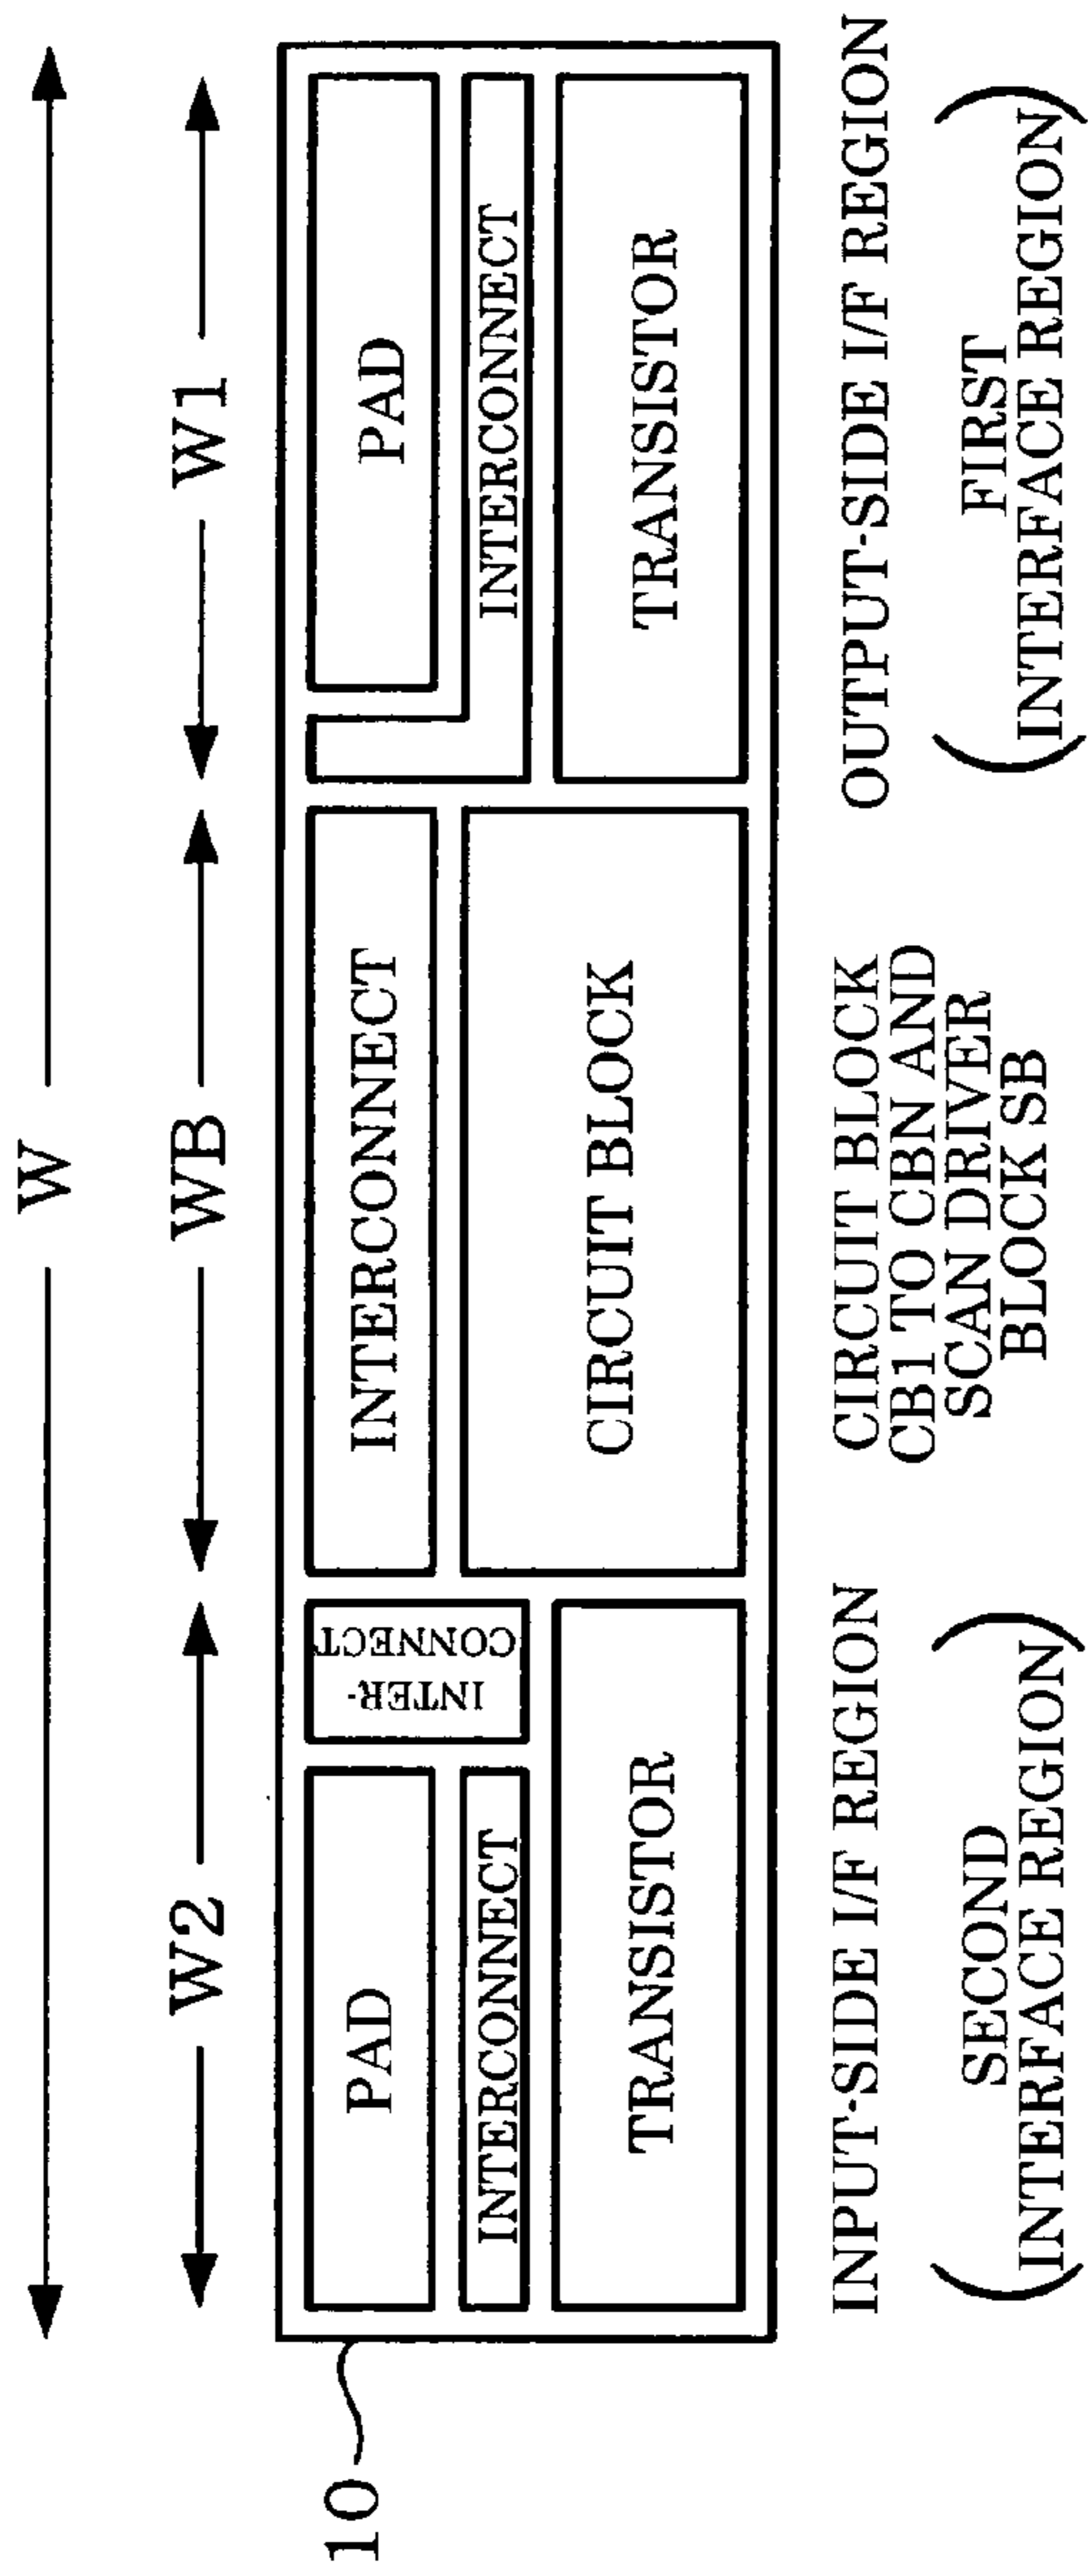 W
W2
WB
W1
10
PAD
INTER-
CONNECT
INTERCONNECT
PAD
INTERCONNECT
INTERCONNECT
TRANSISTOR
CIRCUIT BLOCK
TRANSISTOR
INPUT-SIDE I/F REGION
(SECOND
INTERFACE REGION)
CIRCUIT BLOCK
CB1 TO CBN AND
SCAN DRIVER
BLOCK SB
OUTPUT-SIDE I/F REGION
(FIRST
INTERFACE REGION)